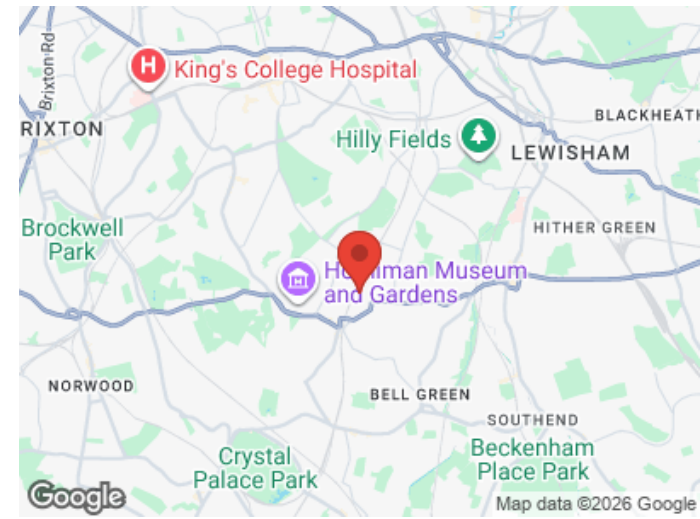 Brixton Rd
H
King's College Hospital
RIXTON
BLACKHEATH
Hilly Fields
LEWISHAM
Brockwell
Park
HITHER GREEN
Museum
and Gardens
NORWOOD
BELL GREEN
SOUTHEND
Crystal
Palace Park
Beckenham
Place Park
Google
Map data ©2026 Google